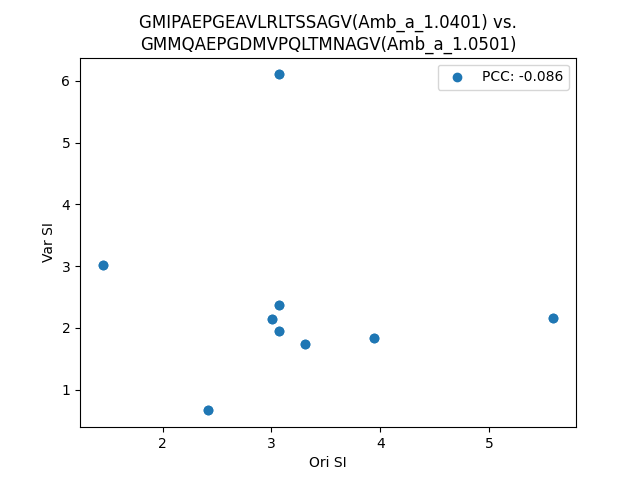 GMIPAEPGEAVLRLTSSAGV(Amb_a_1.0401) vs.
GMMQAEPGDMVPQLTMNAGV(Amb_a_1.0501)
PCC: -0.086
6
5
4
3
2
1
Var SI
2
3
4
5
Ori SI